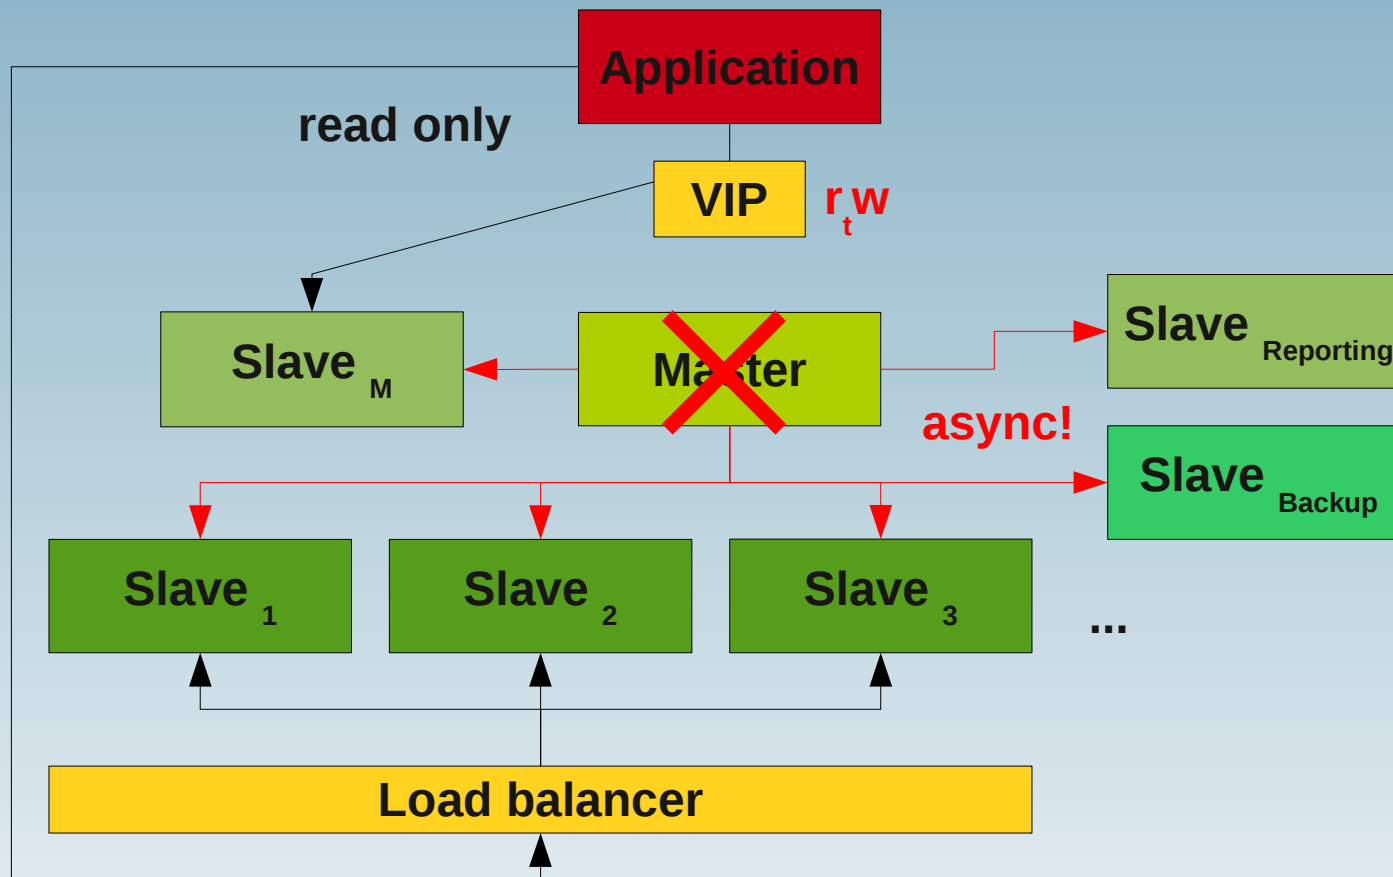 Application
read only
VIP
r_t w
Slave M
Master
Slave Reporting
async!
Slave Backup
Slave 1
Slave 2
Slave 3
...
Load balancer